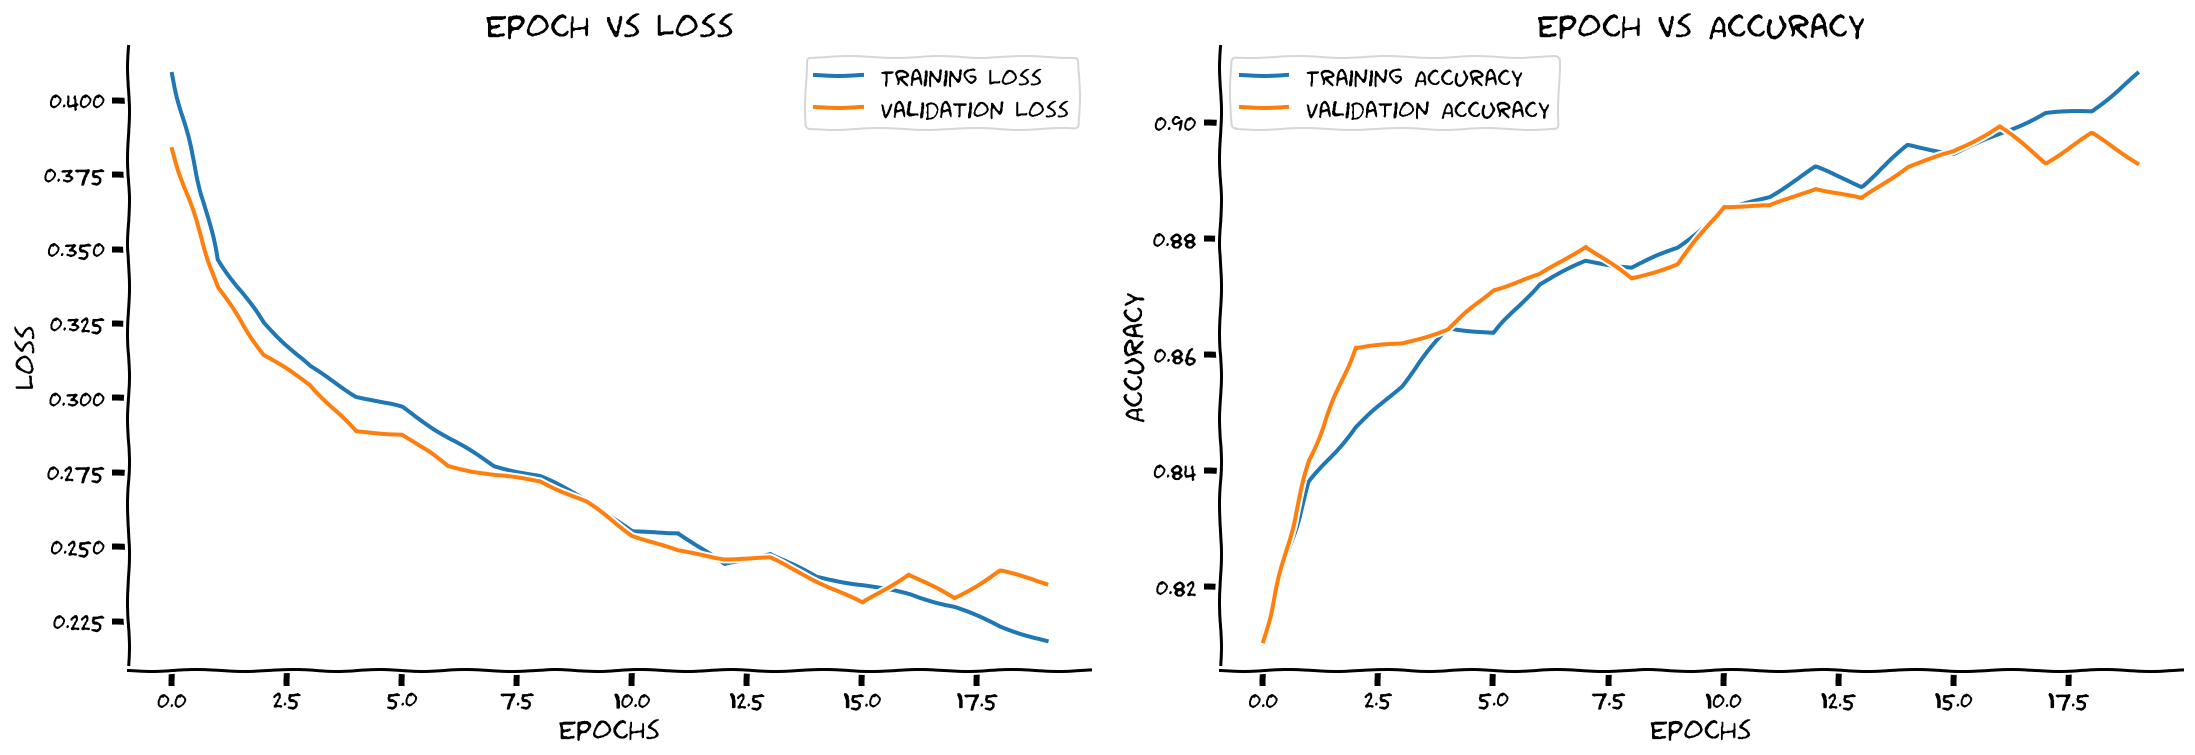 EPOCH VS LOSS
TRAINING LOSS
VALIDATION LOSS
0.400
0.375
0.350
0.325
0.300
0.275
0.250
0.225
LOSS
0.0 2.5 5.0 7.5 10.0 12.5 15.0 17.5
EPOCHS
EPOCH VS ACCURACY
TRAINING ACCURACY
VALIDATION ACCURACY
0.90
0.88
0.86
0.84
0.82
ACCURACY
0.0 2.5 5.0 7.5 10.0 12.5 15.0 17.5
EPOCHS